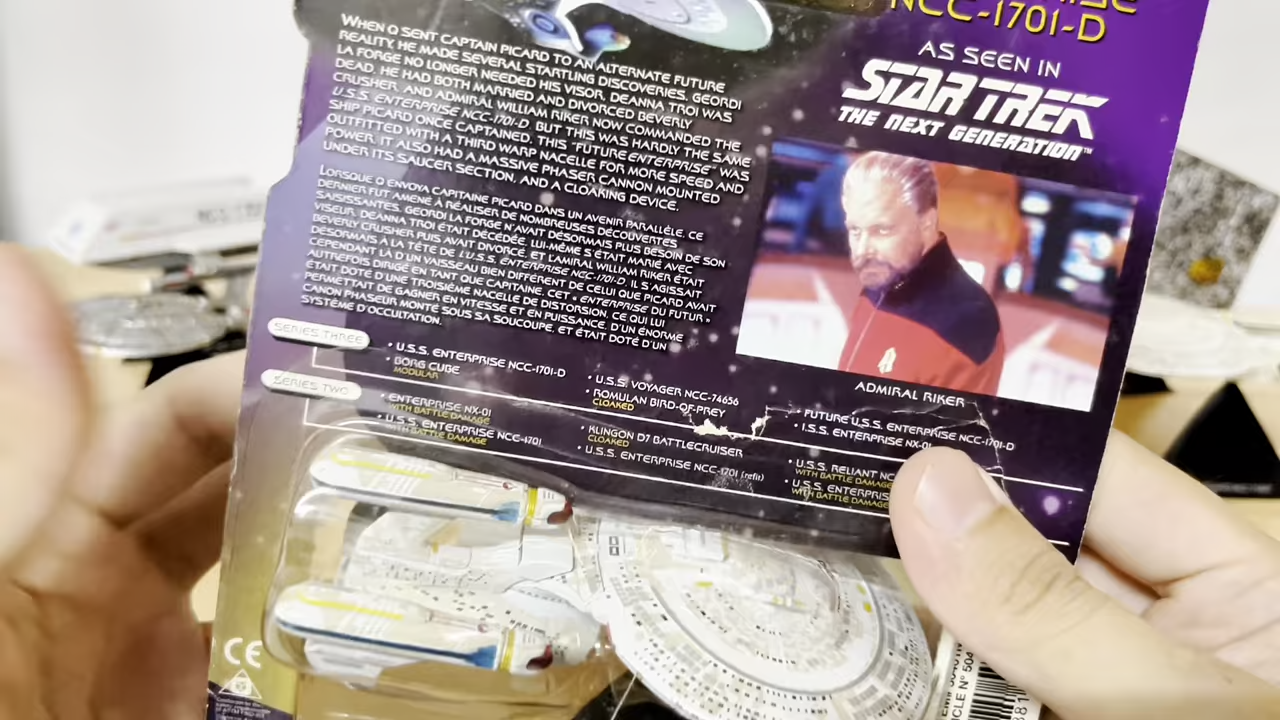 NCC-1701-D
AS SEEN IN
STAR TREK
THE NEXT GENERATION™
WHEN Q SENT CAPTAIN PICARD TO AN ALTERNATE FUTURE
REALITY, HE MADE SEVERAL STARTLING DISCOVERIES. GEORDI
LA FORGE NO LONGER NEEDED HIS VISOR, DEANNA TROI WAS
DEAD, HE HAD BOTH MARRIED AND DIVORCED BEVERLY
CRUSHER, AND ADMIRAL WILLIAM RIKER NOW COMMANDED THE
U.S.S. ENTERPRISE NCC-1701-D. BUT THIS WAS HARDLY THE SAME
SHIP PICARD ONCE CAPTAINED. THIS "FUTURE ENTERPRISE" WAS
OUTFITTED WITH A THIRD WARP NACELLE FOR MORE SPEED AND
POWER. IT ALSO HAD A MASSIVE PHASER CANNON MOUNTED
UNDER ITS SAUCER SECTION, AND A CLOAKING DEVICE.
LORSQUE Q ENVOYA CAPITAINE PICARD DANS UN AVENIR PARALLÈLE, CE
DERNIER FUT AMENÉ À RÉALISER DE NOMBREUSES DÉCOUVERTES
SAISISSANTES. GEORDI LA FORGE N'AVAIT DÉSORMAIS PLUS BESOIN DE SON
VISEUR, DEANNA TROI ÉTAIT DÉCÉDÉE, LUI-MÊME S'ÉTAIT MARIÉ AVEC
BEVERLY CRUSHER PUIS AVAIT DIVORCÉ, ET L'AMIRAL WILLIAM RIKER ÉTAIT
DÉSORMAIS À LA TÊTE DE L'U.S.S. ENTERPRISE NCC-1701-D. IL S'AGISSAIT
CEPENDANT LÀ D'UN VAISSEAU BIEN DIFFÉRENT DE CELUI QUE PICARD AVAIT
AUTREFOIS DIRIGÉ EN TANT QUE CAPITAINE. CET « ENTERPRISE DU FUTUR »
ÉTAIT DOTÉ D'UNE TROISIÈME NACELLE DE DISTORSION, CE QUI LUI
PERMETTAIT DE GAGNER EN VITESSE ET EN PUISSANCE, D'UN ÉNORME
CANON PHASEUR MONTÉ SOUS SA SOUCOUPE, ET ÉTAIT DOTÉ D'UN
SYSTÈME D'OCCULTATION.
ADMIRAL RIKER
SERIES THREE
• U.S.S. ENTERPRISE NCC-1701-D
• BORG CUBE
MODULAR
• U.S.S. VOYAGER NCC-74656
• ROMULAN BIRD-OF-PREY
CLOAKED
• FUTURE U.S.S. ENTERPRISE NCC-1701-D
• I.S.S. ENTERPRISE NX-01
SERIES TWO
• ENTERPRISE NX-01
WITH BATTLE DAMAGE
• U.S.S. ENTERPRISE NCC-1701
WITH BATTLE DAMAGE
• KLINGON D7 BATTLECRUISER
CLOAKED
• U.S.S. ENTERPRISE NCC-1701 (refit)
• U.S.S. RELIANT
WITH BATTLE DAMAGE
• U.S.S. ENTERPRISE
WITH BATTLE DAMAGE
CE